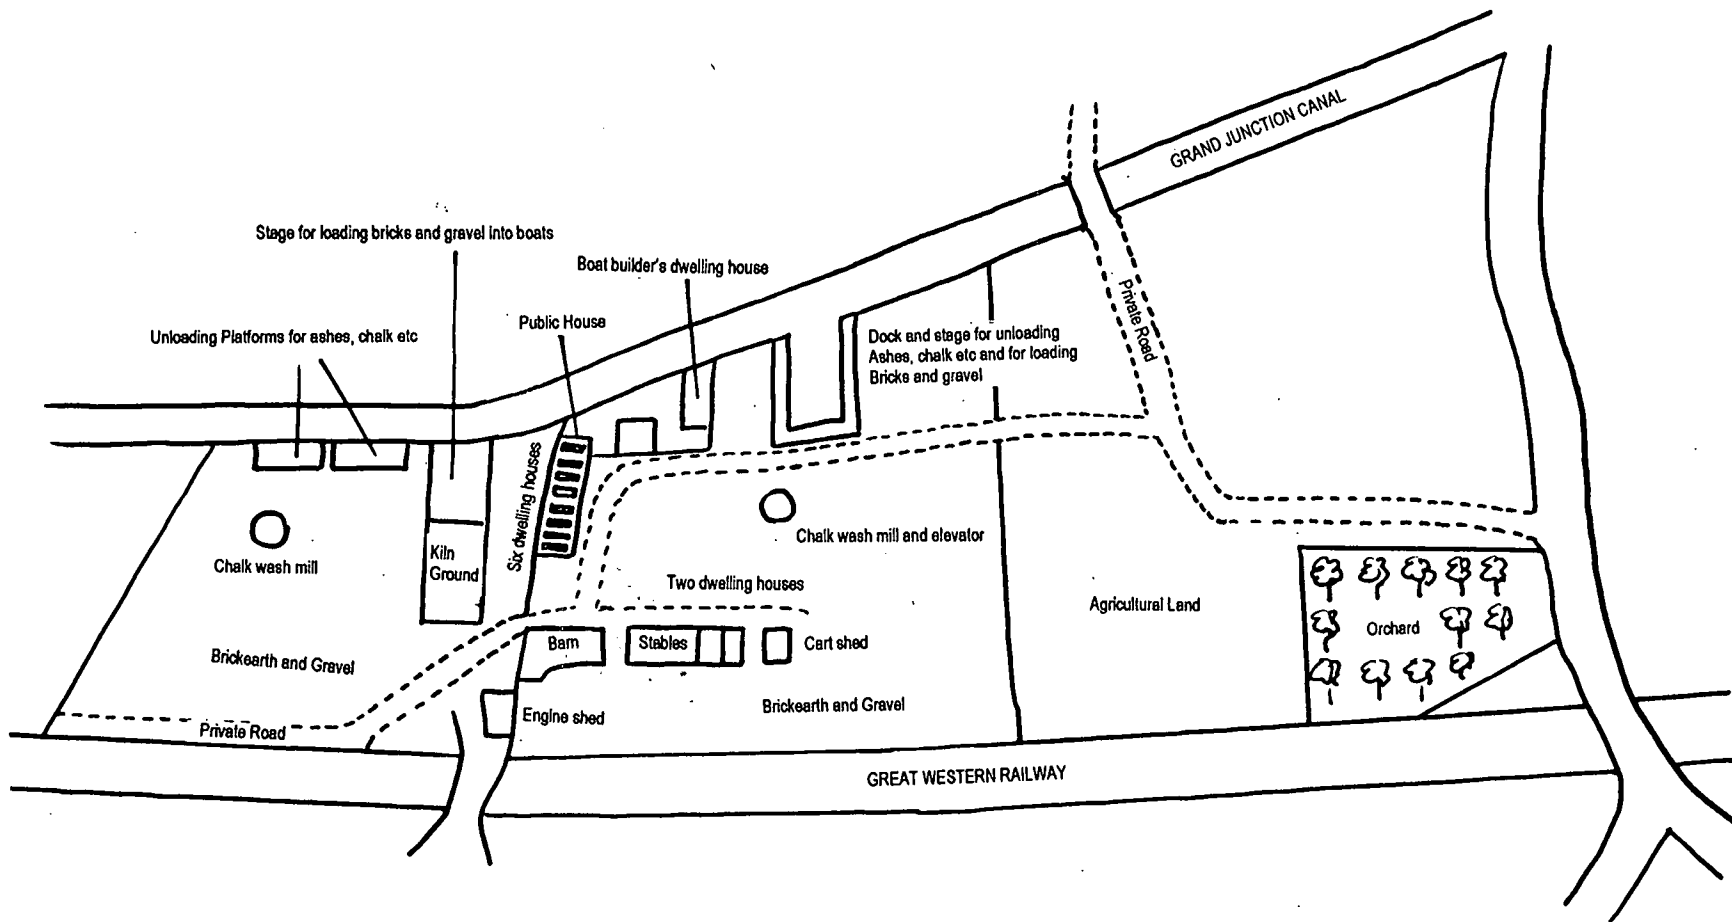 GRAND JUNCTION CANAL
Stage for loading bricks and gravel into boats
Boat builder's dwelling house
Public House
Unloading Platforms for ashes, chalk etc
Private Road
Dock and stage for unloading
Ashes, chalk etc and for loading
Bricks and gravel
Six dwelling houses
Chalk wash mill
Kiln
Ground
Chalk wash mill and elevator
Two dwelling houses
Agricultural Land
Orchard
Barn
Stables
Cart shed
Brickearth and Gravel
Brickearth and Gravel
Engine shed
Private Road
GREAT WESTERN RAILWAY